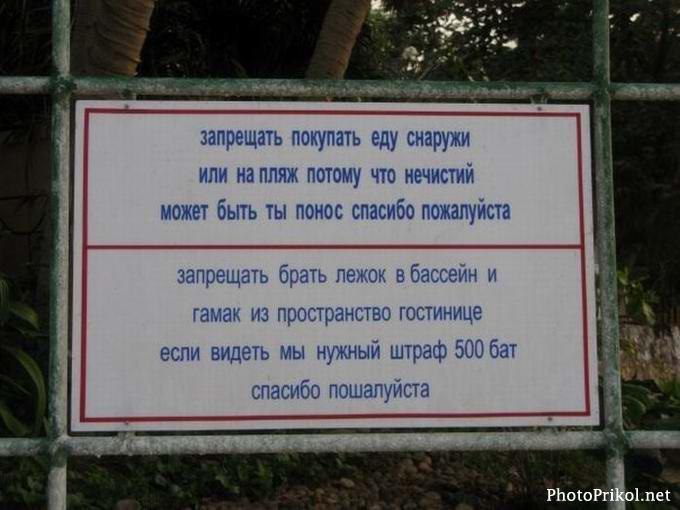 запрещать покупать еду снаружи
или на пляж потому что нечистий
может быть ты понос спасибо пожалуйста
запрещать брать лежок в бассейн и
гамак из пространство гостинице
если видеть мы нужный штраф 500 бат
спасибо пошалуйста
PhotoPrikol.net